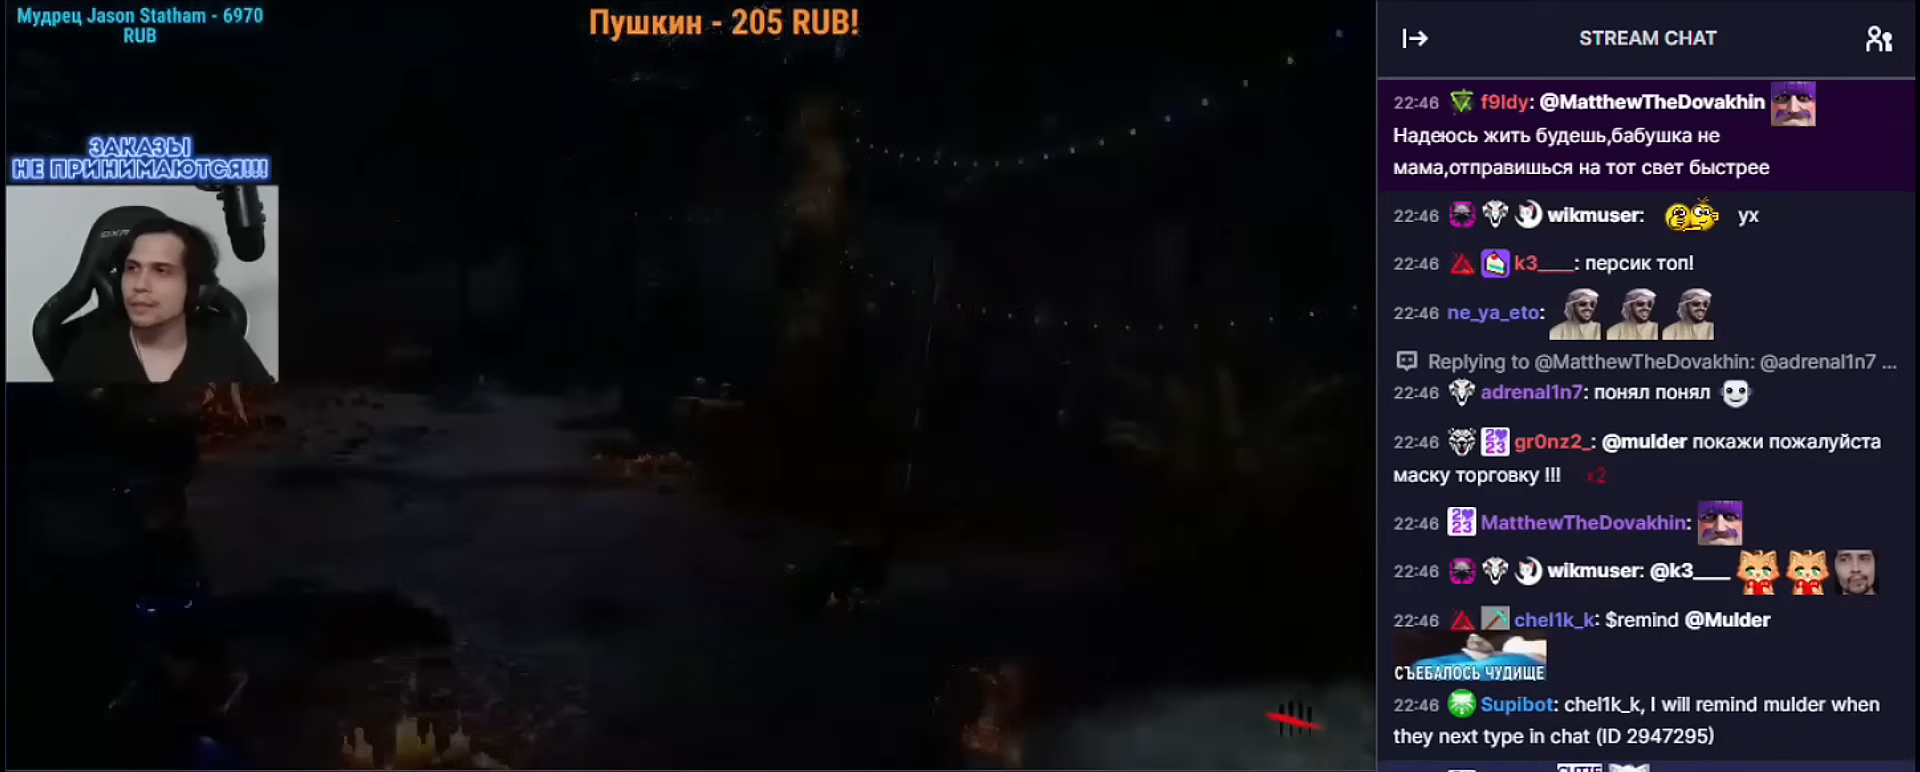 Мудрец Jason Statham - 6970
RUB
Пушкин - 205 RUB!
ЗАКАЗЫ
НЕ ПРИНИМАЮТСЯ!!!
STREAM CHAT
22:46 f9ldy: @MatthewTheDovakhin
Надеюсь жить будешь,бабушка не
мама,отправишься на тот свет быстрее
22:46 wikmuser: ух
22:46 k3____: персик топ!
22:46 ne_ya_eto:
Replying to @MatthewTheDovakhin: @adrenal1n7 ...
22:46 adrenal1n7: понял понял
22:46 gr0nz2_: @mulder покажи пожалуйста
маску торговку !!! x2
22:46 MatthewTheDovakhin:
22:46 wikmuser: @k3____
22:46 chel1k_k: $remind @Mulder
СЪЕБАЛОСЬ ЧУДИЩЕ
22:46 Supibot: chel1k_k, I will remind mulder when
they next type in chat (ID 2947295)